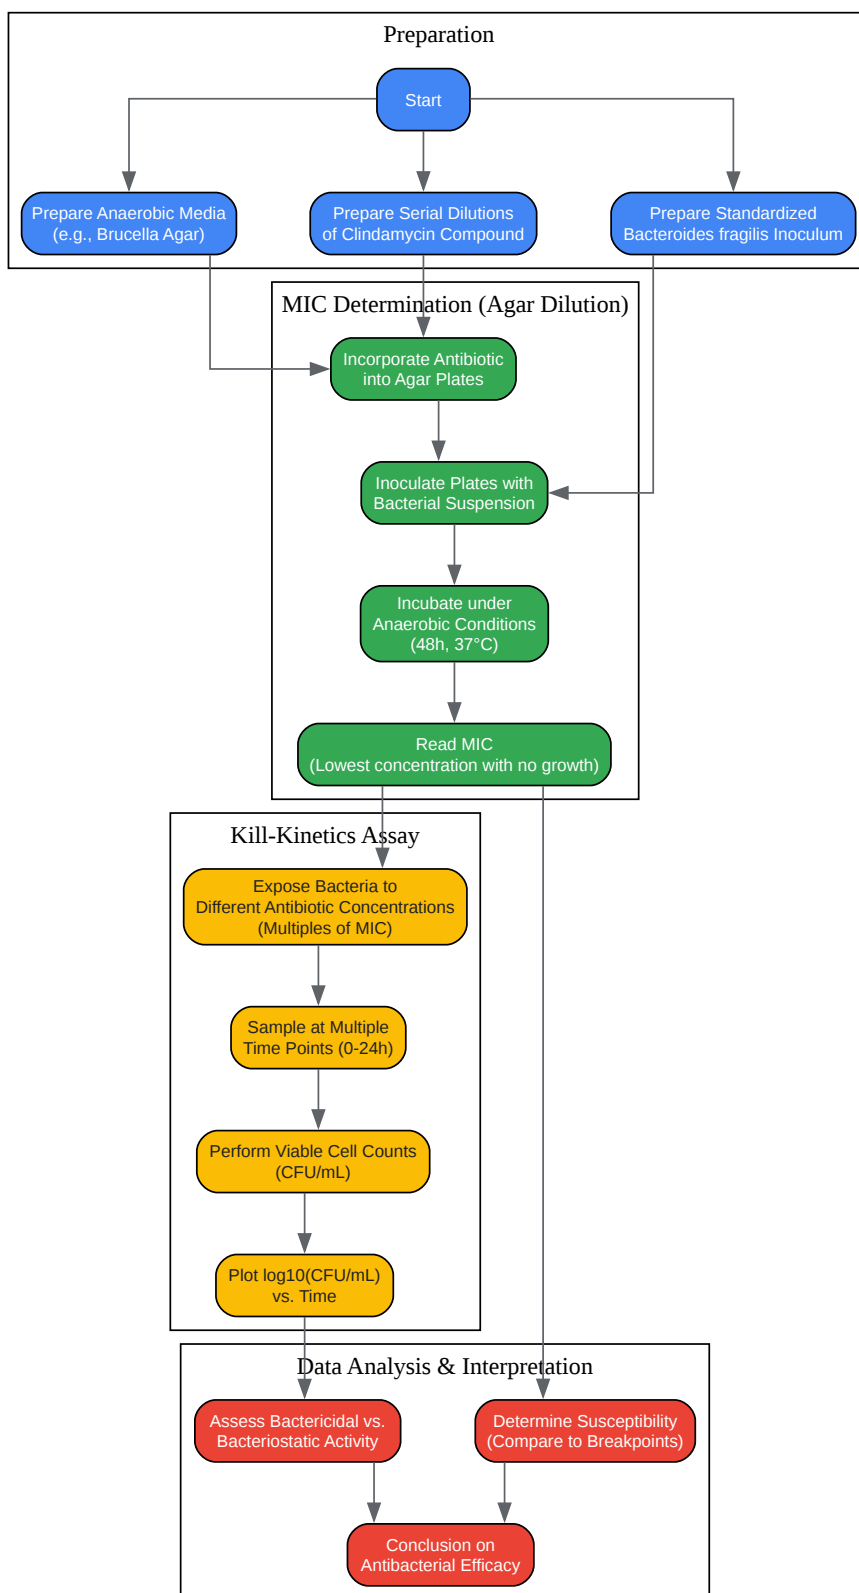 Preparation
Start
Prepare Anaerobic Media
(e.g., Brucella Agar)
Prepare Serial Dilutions
of Clindamycin Compound
Prepare Standardized
Bacteroides fragilis Inoculum
MIC Determination (Agar Dilution)
Incorporate Antibiotic
into Agar Plates
Inoculate Plates with
Bacterial Suspension
Incubate under
Anaerobic Conditions
(48h, 37°C)
Read MIC
(Lowest concentration with no growth)
Kill-Kinetics Assay
Expose Bacteria to
Different Antibiotic Concentrations
(Multiples of MIC)
Sample at Multiple
Time Points (0-24h)
Perform Viable Cell Counts
(CFU/mL)
Plot log10(CFU/mL)
vs. Time
Data Analysis & Interpretation
Assess Bactericidal vs.
Bacteriostatic Activity
Determine Susceptibility
(Compare to Breakpoints)
Conclusion on
Antibacterial Efficacy